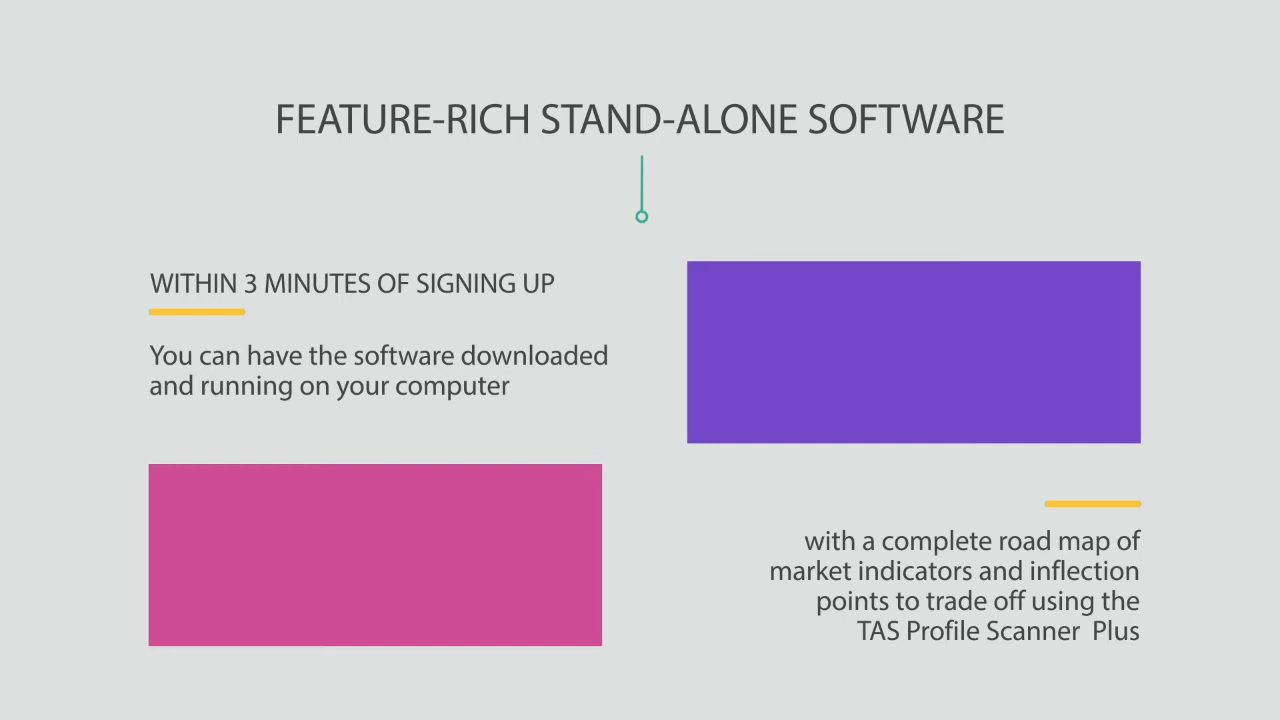 FEATURE-RICH STAND-ALONE SOFTWARE
WITHIN 3 MINUTES OF SIGNING UP
You can have the software downloaded
and running on your computer
with a complete road map of
market indicators and inflection
points to trade off using the
TAS Profile Scanner  Plus